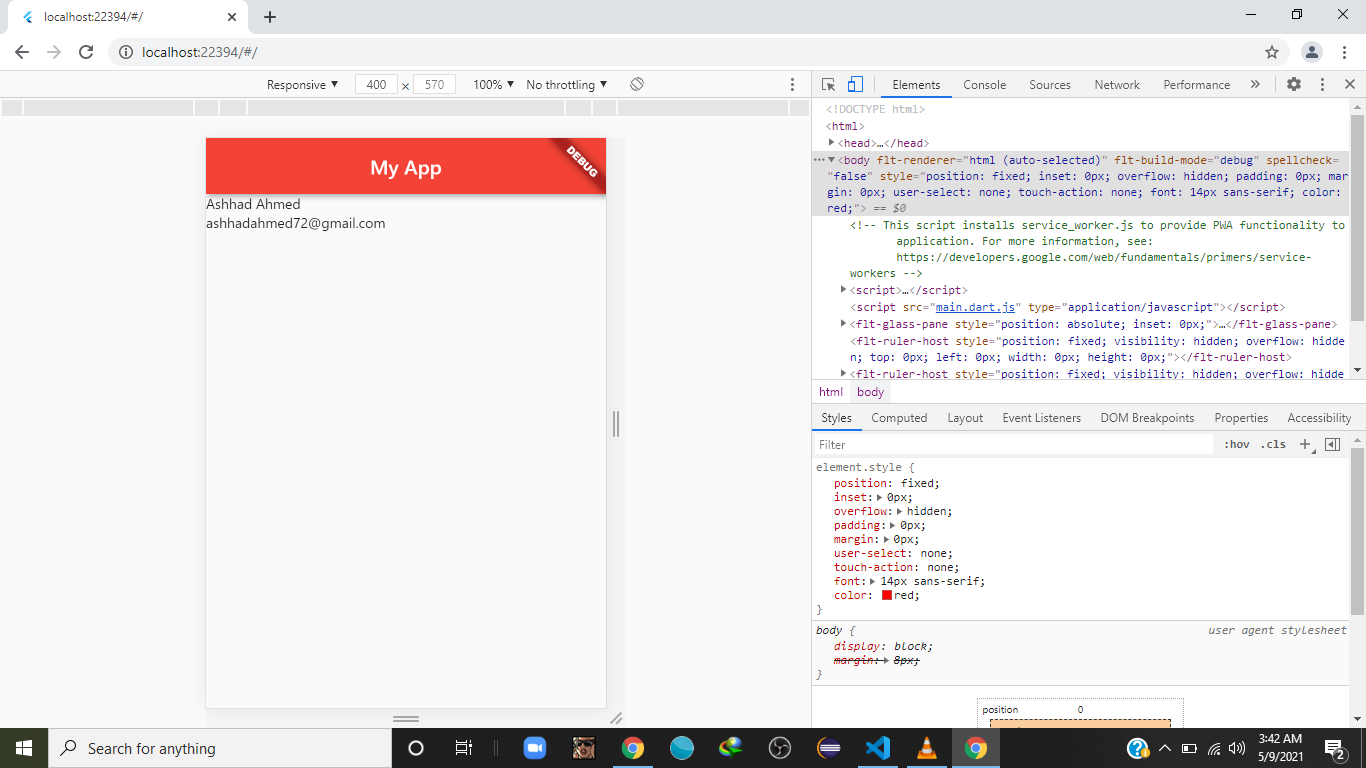 localhost:22394/#/
localhost:22394/#/
Responsive 400 × 570 100% No throttling
My App
DEBUG
Ashhad Ahmed
ashhadahmed72@gmail.com
Elements Console Sources Network Performance »
<!DOCTYPE html>
<html>
<head>…</head>
<body flt-renderer="html (auto-selected)" flt-build-mode="debug" spellcheck=
"false" style="position: fixed; inset: 0px; overflow: hidden; padding: 0px; mar
gin: 0px; user-select: none; touch-action: none; font: 14px sans-serif; color:
red;"> == $0
<!-- This script installs service_worker.js to provide PWA functionality to
application. For more information, see:
https://developers.google.com/web/fundamentals/primers/service-
workers -->
<script>…</script>
<script src="main.dart.js" type="application/javascript"></script>
<flt-glass-pane style="position: absolute; inset: 0px;">…</flt-glass-pane>
<flt-ruler-host style="position: fixed; visibility: hidden; overflow: hidde
n; top: 0px; left: 0px; width: 0px; height: 0px;"></flt-ruler-host>
<flt-ruler-host style="position: fixed; visibility: hidden; overflow: hidde
html body
Styles Computed Layout Event Listeners DOM Breakpoints Properties Accessibility
Filter :hov .cls +
element.style {
position: fixed;
inset: 0px;
overflow: hidden;
padding: 0px;
margin: 0px;
user-select: none;
touch-action: none;
font: 14px sans-serif;
color: red;
}
body { user agent stylesheet
display: block;
margin: 8px;
}
position 0
Search for anything
3:42 AM
5/9/2021
2